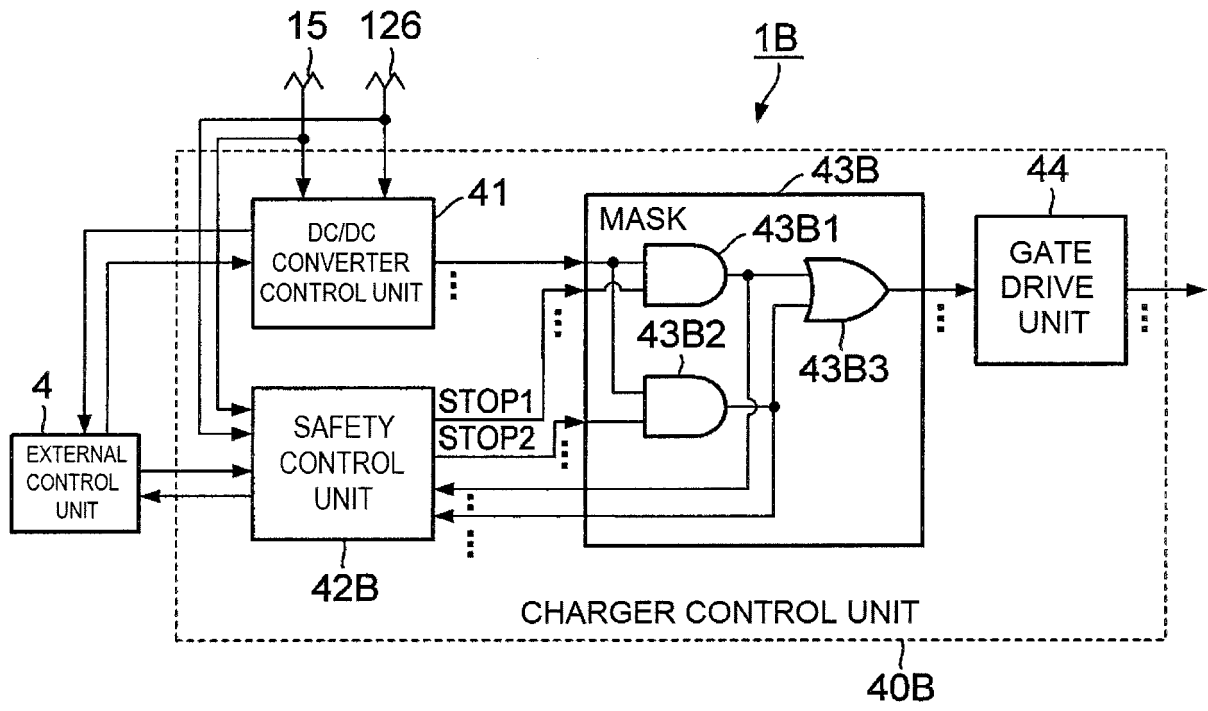 15
126
1B
41
DC/DC
CONVERTER
CONTROL UNIT
43B
MASK
43B1
43B2
43B3
44
GATE
DRIVE
UNIT
4
EXTERNAL
CONTROL
UNIT
SAFETY
CONTROL
UNIT
STOP1
STOP2
42B
CHARGER CONTROL UNIT
40B